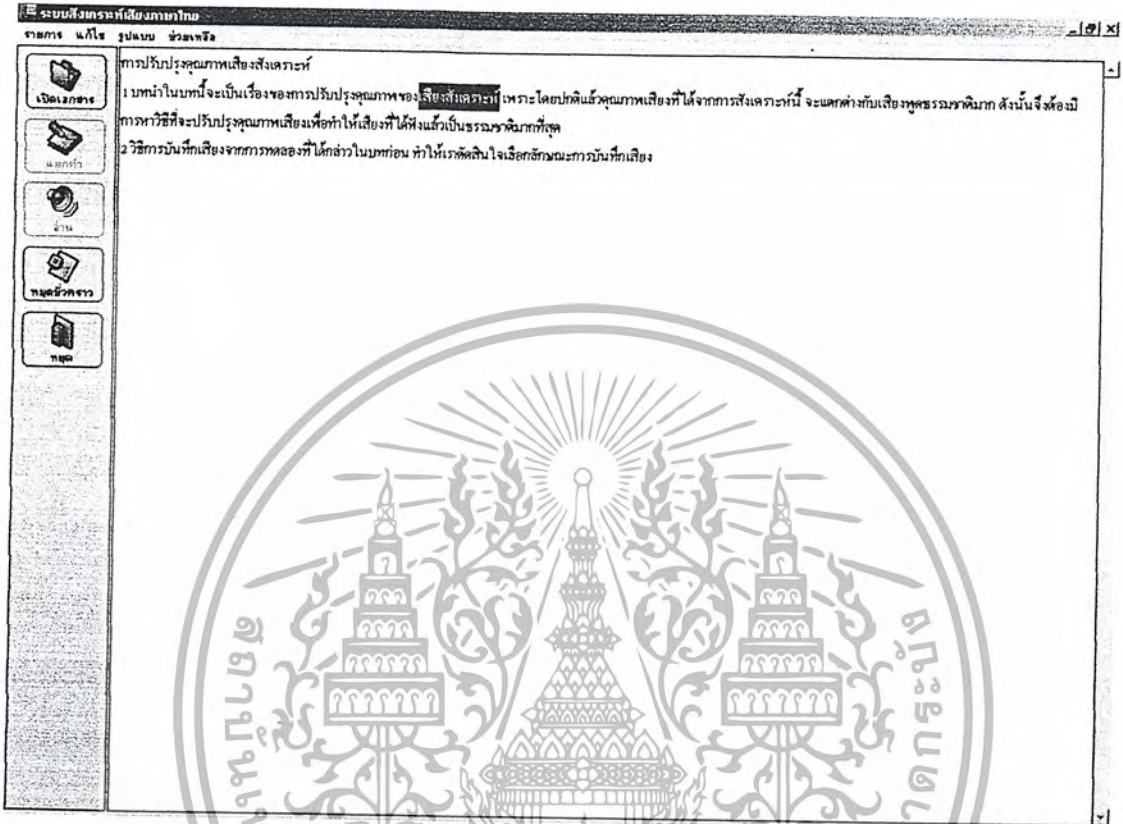 ระบบสังเคราะห์เสียงภาษาไทย
รายการ แก้ไข รูปแบบ ช่วยเหลือ
เปิดเอกสาร
แยกคำ
อ่าน
หยุดชั่วคราว
หยุด
การปรับปรุงคุณภาพเสียงสังเคราะห์
1 บทนำในบทนี้จะเป็นเรื่องของการปรับปรุงคุณภาพของเสียงสังเคราะห์ เพราะโดยปกติแล้วคุณภาพเสียงที่ได้จากการสังเคราะห์นี้ จะแตกต่างกับเสียงพูดธรรมชาติมาก ดังนั้นจึงต้องมี
การหาวิธีที่จะปรับปรุงคุณภาพเสียงเพื่อทำให้เสียงที่ได้ฟังแล้วเป็นธรรมชาติมากที่สุด
2 วิธีการบันทึกเสียงจากการทดลองที่ได้กล่าวในบทก่อน ทำให้เราตัดสินใจเลือกลักษณะการบันทึกเสียง